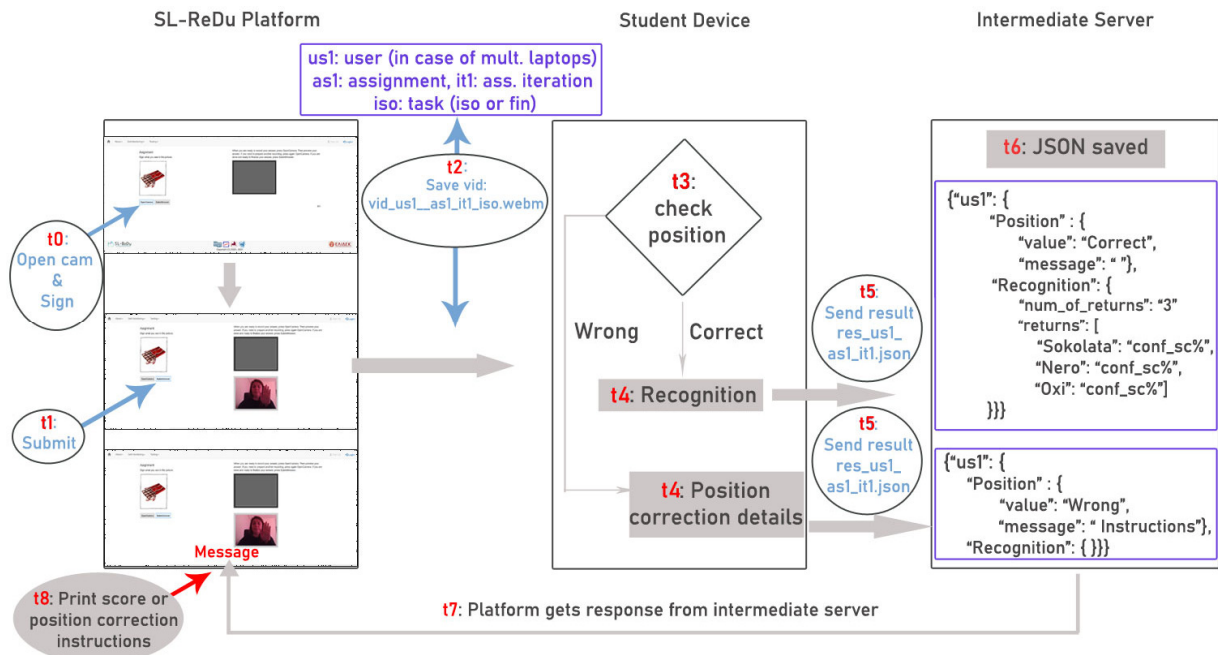 SL-ReDu Platform
Student Device
Intermediate Server
us1: user (in case of mult. laptops)
as1: assignment, it1: ass. iteration
iso: task (iso or fin)
t0:
Open cam
&
Sign
t1:
Submit
Message
t8: Print score or
position correction
instructions
t2:
Save vid:
vid_us1__as1_it1_iso.webm
t3:
check
position
Wrong
Correct
t4: Recognition
t4: Position
correction details
t5:
Send result
res_us1_
as1_it1.json
t5:
Send result
res_us1_
as1_it1.json
t6: JSON saved
{“us1”: {
“Position” : {
“value”: “Correct”,
“message”: “ ”},
“Recognition”: {
“num_of_returns”: “3”
“returns”: [
“Sokolata”: “conf_sc%”,
“Nero”: “conf_sc%”,
“Oxi”: “conf_sc%”]
}}}
{“us1”: {
“Position” : {
“value”: “Wrong”,
“message”: “ Instructions”},
“Recognition”: { }}}
t7: Platform gets response from intermediate server